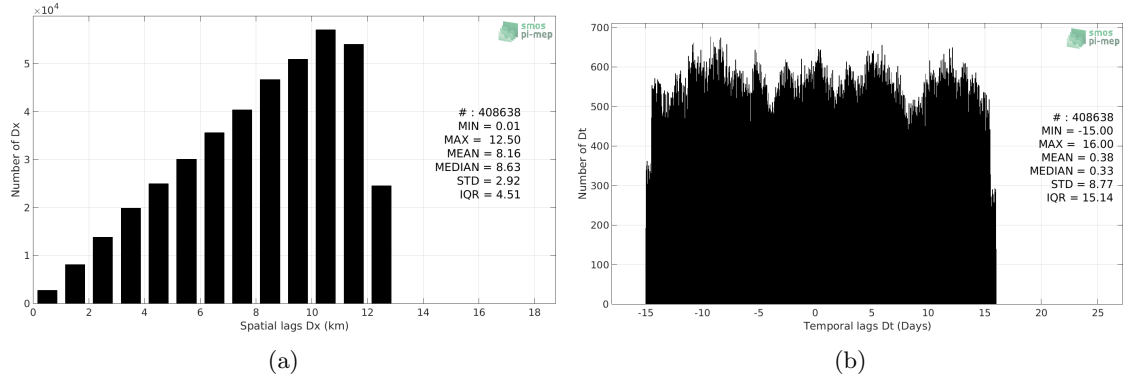 ×10⁴
smos
pi-mep
5
4
3
2
1
0
Number of Dx
# : 408638
MIN = 0.01
MAX = 12.50
MEAN = 8.16
MEDIAN = 8.63
STD = 2.92
IQR = 4.51
0 2 4 6 8 10 12 14 16 18
Spatial lags Dx (km)
(a)
smos
pi-mep
700
600
500
400
300
200
100
0
Number of Dt
# : 408638
MIN = -15.00
MAX = 16.00
MEAN = 0.38
MEDIAN = 0.33
STD = 8.77
IQR = 15.14
-15 -10 -5 0 5 10 15 20 25
Temporal lags Dt (Days)
(b)